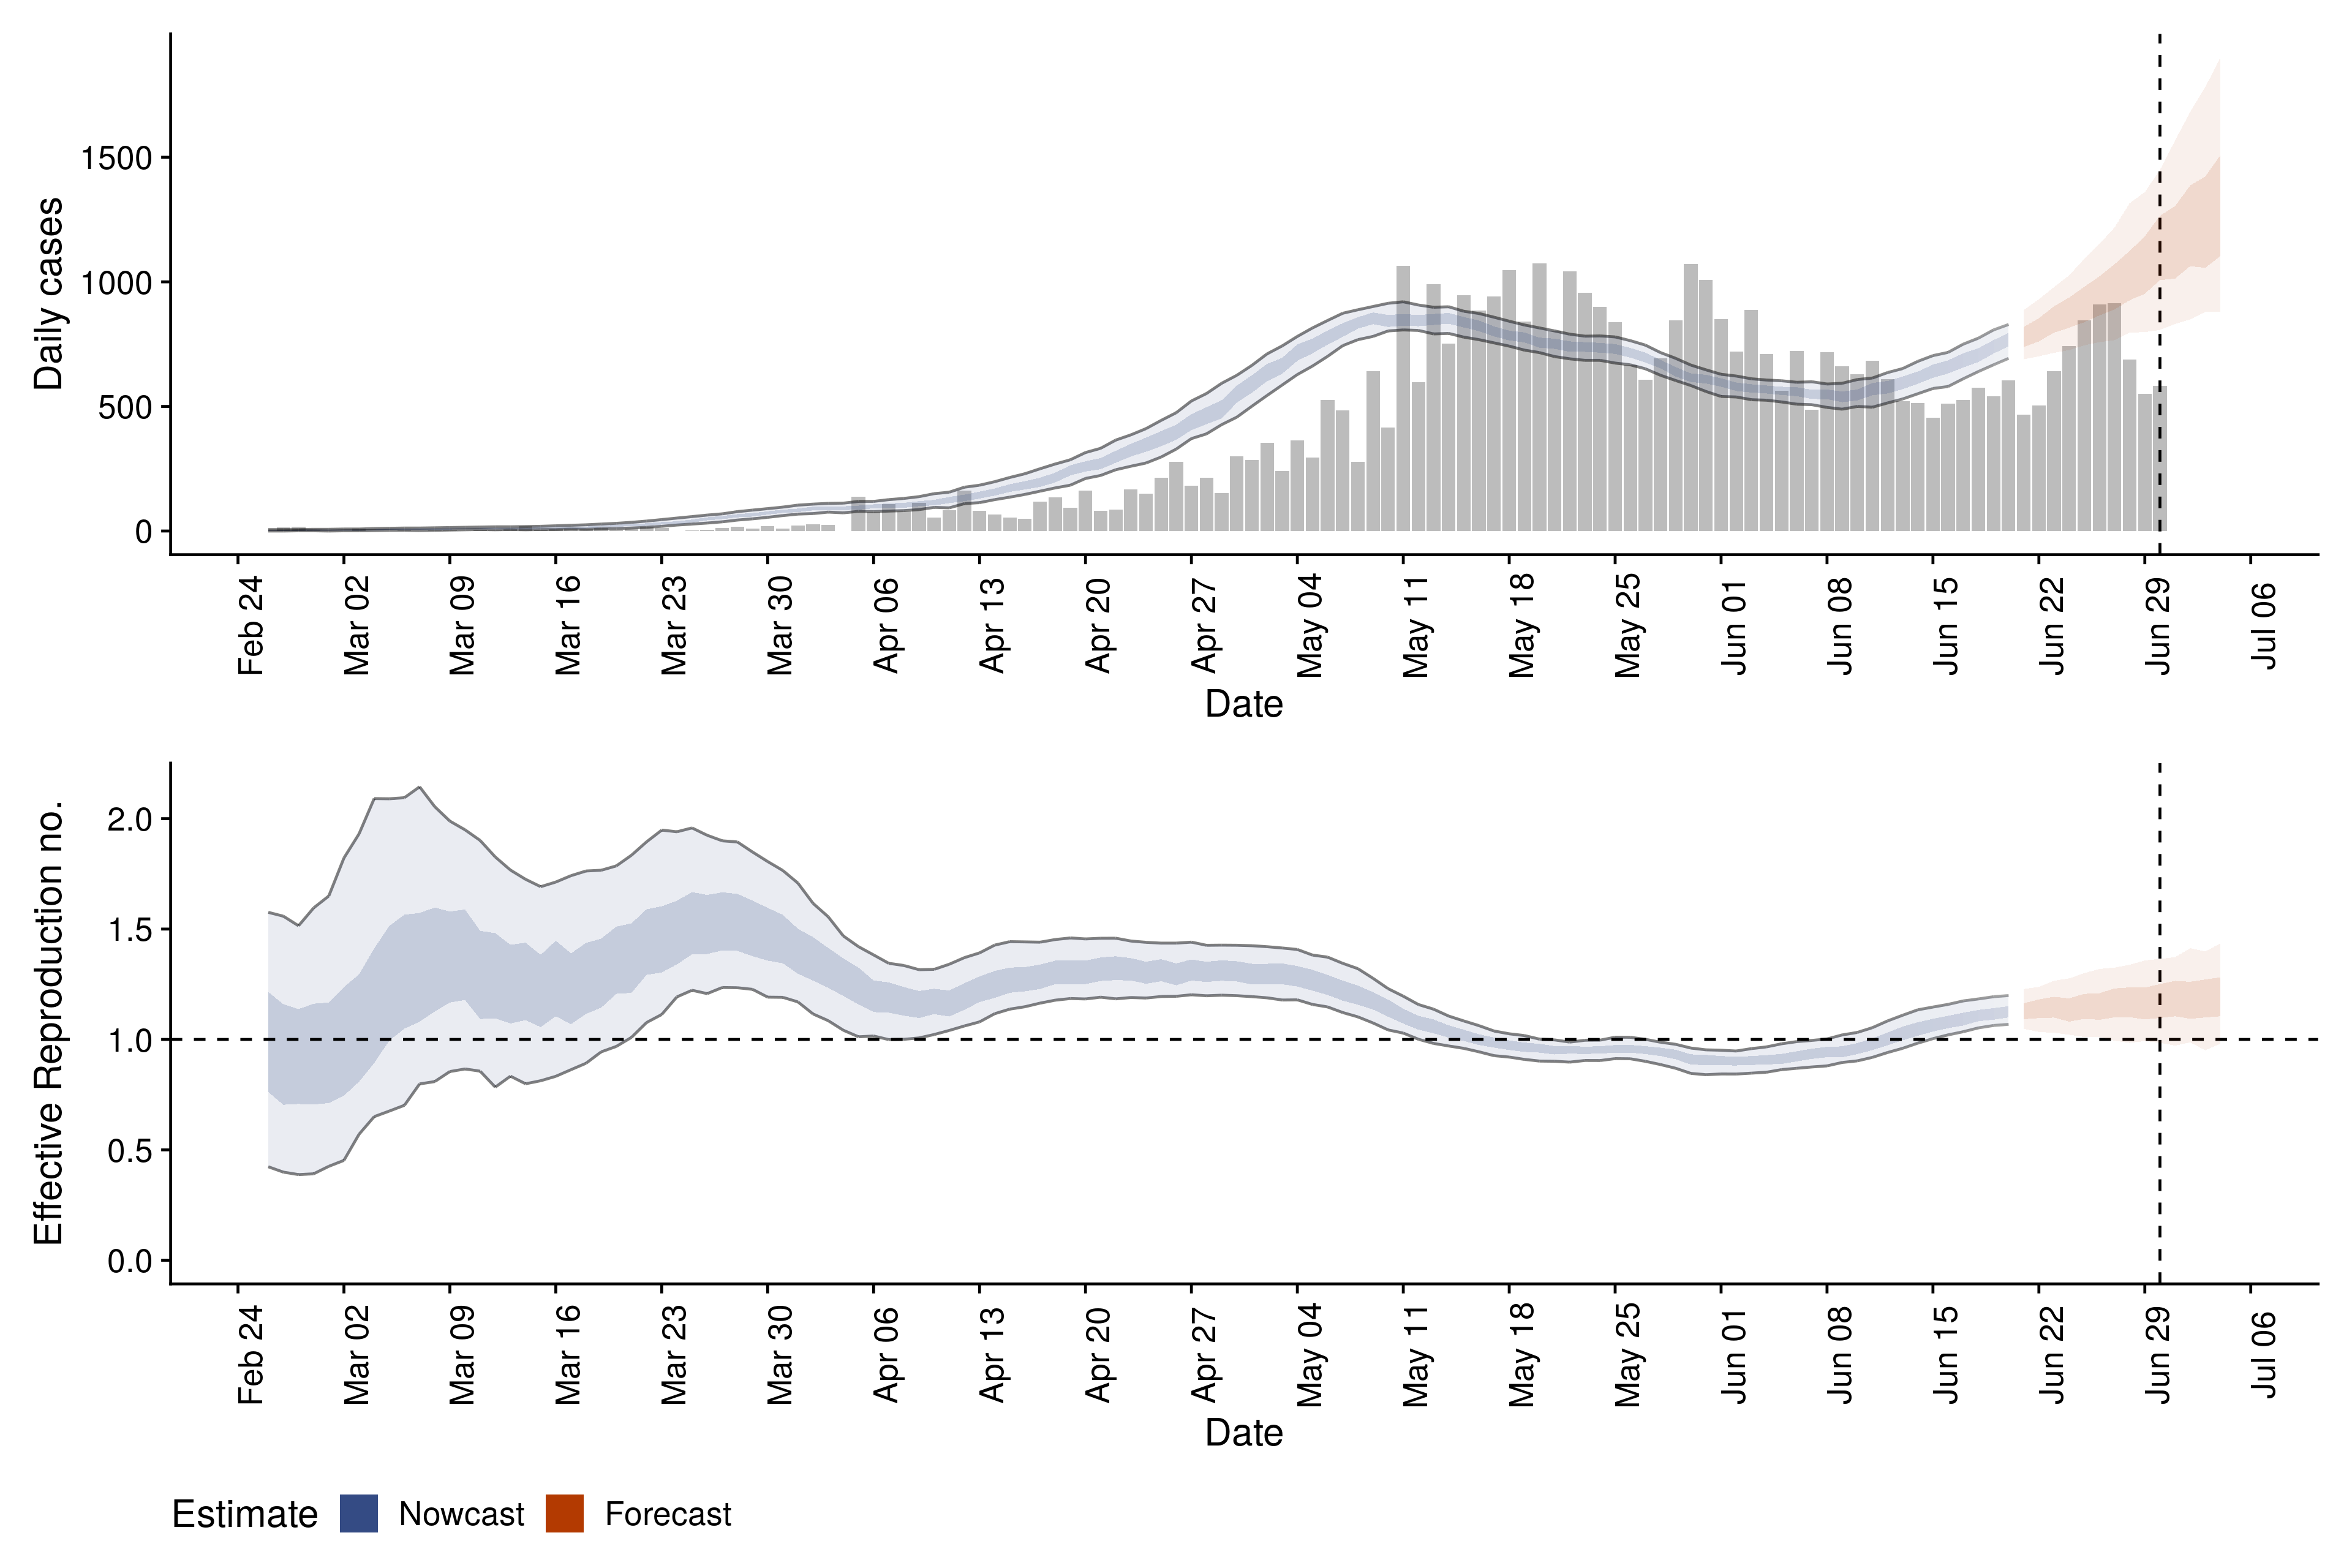 Daily cases
1500
1000
500
0
Feb 24
Mar 02
Mar 09
Mar 16
Mar 23
Mar 30
Apr 06
Apr 13
Apr 20
Apr 27
May 04
May 11
May 18
May 25
Jun 01
Jun 08
Jun 15
Jun 22
Jun 29
Jul 06
Date
Effective Reproduction no.
2.0
1.5
1.0
0.5
0.0
Feb 24
Mar 02
Mar 09
Mar 16
Mar 23
Mar 30
Apr 06
Apr 13
Apr 20
Apr 27
May 04
May 11
May 18
May 25
Jun 01
Jun 08
Jun 15
Jun 22
Jun 29
Jul 06
Date
Estimate Nowcast Forecast